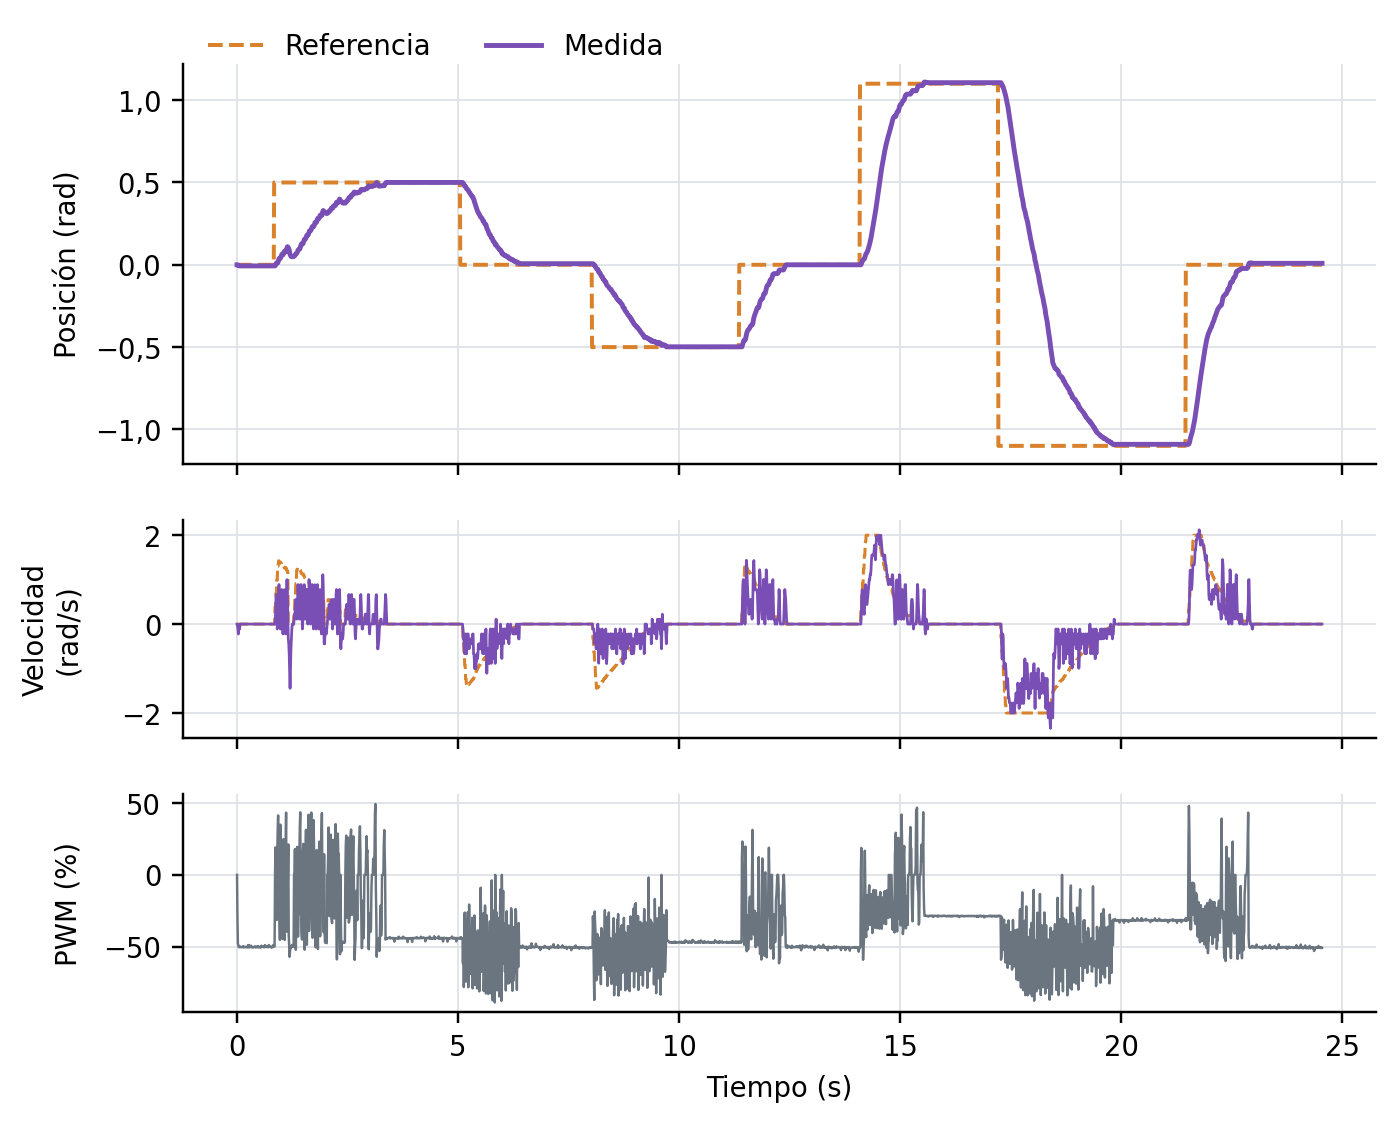 Referencia Medida
1,0
0,5
0,0
−0,5
−1,0
Posición (rad)
2
0
−2
Velocidad
(rad/s)
50
0
−50
PWM (%)
0 5 10 15 20 25
Tiempo (s)